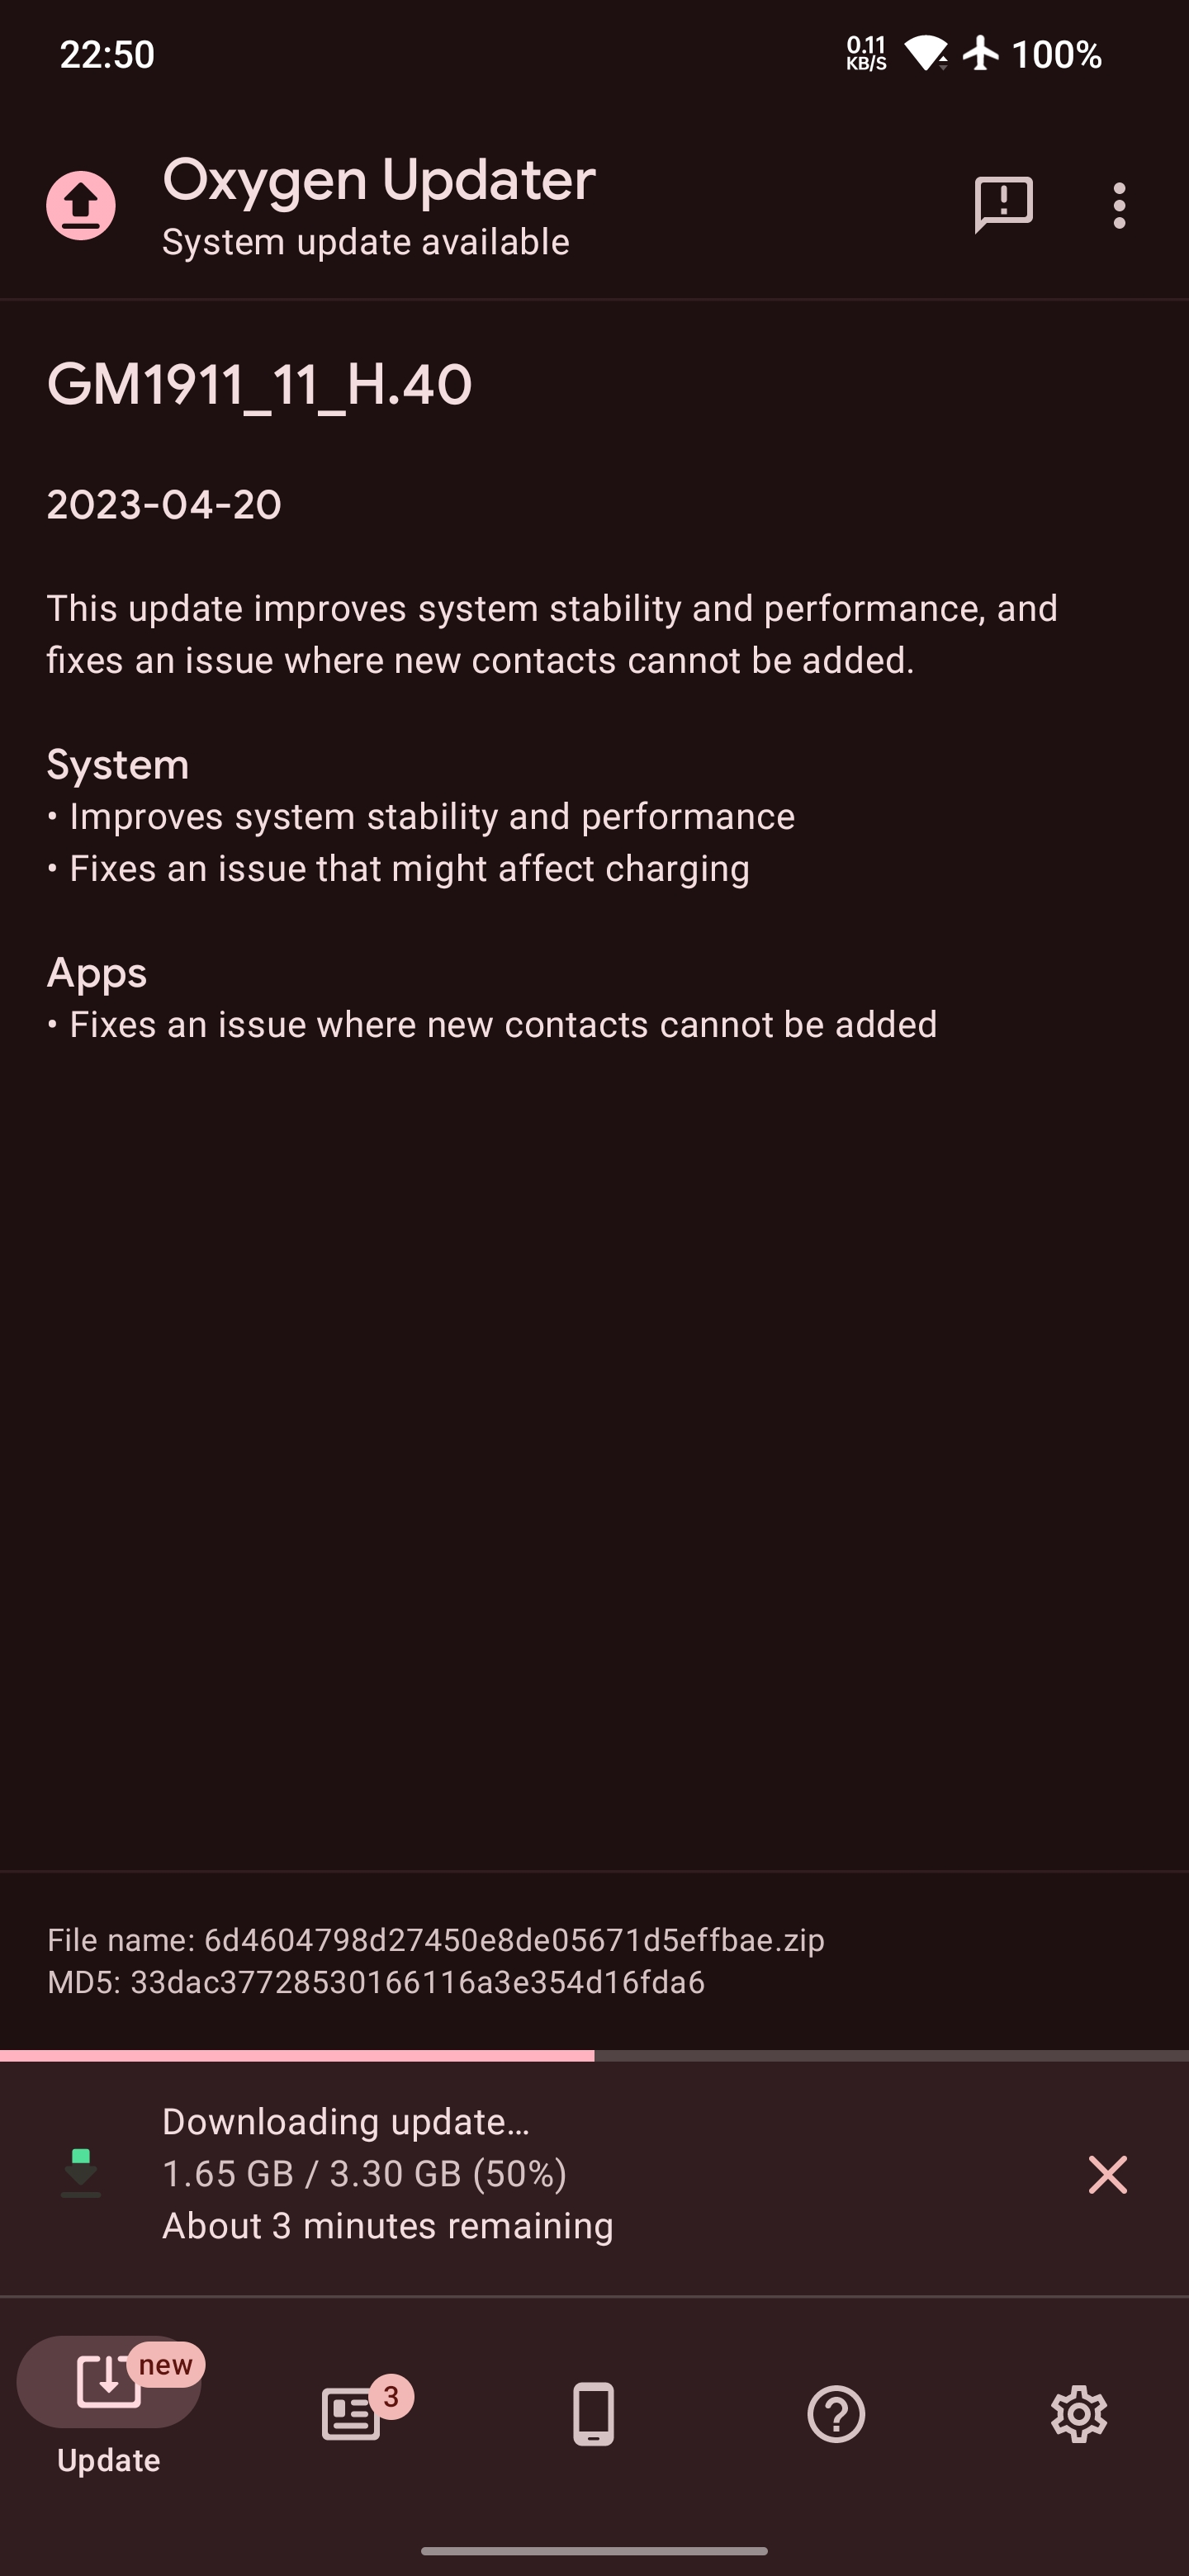 22:50
0.11
KB/S
100%
Oxygen Updater
System update available
GM1911_11_H.40
2023-04-20
This update improves system stability and performance, and
fixes an issue where new contacts cannot be added.
System
• Improves system stability and performance
• Fixes an issue that might affect charging
Apps
• Fixes an issue where new contacts cannot be added
File name: 6d4604798d27450e8de05671d5effbae.zip
MD5: 33dac37728530166116a3e354d16fda6
Downloading update…
1.65 GB / 3.30 GB (50%)
About 3 minutes remaining
new
3
Update